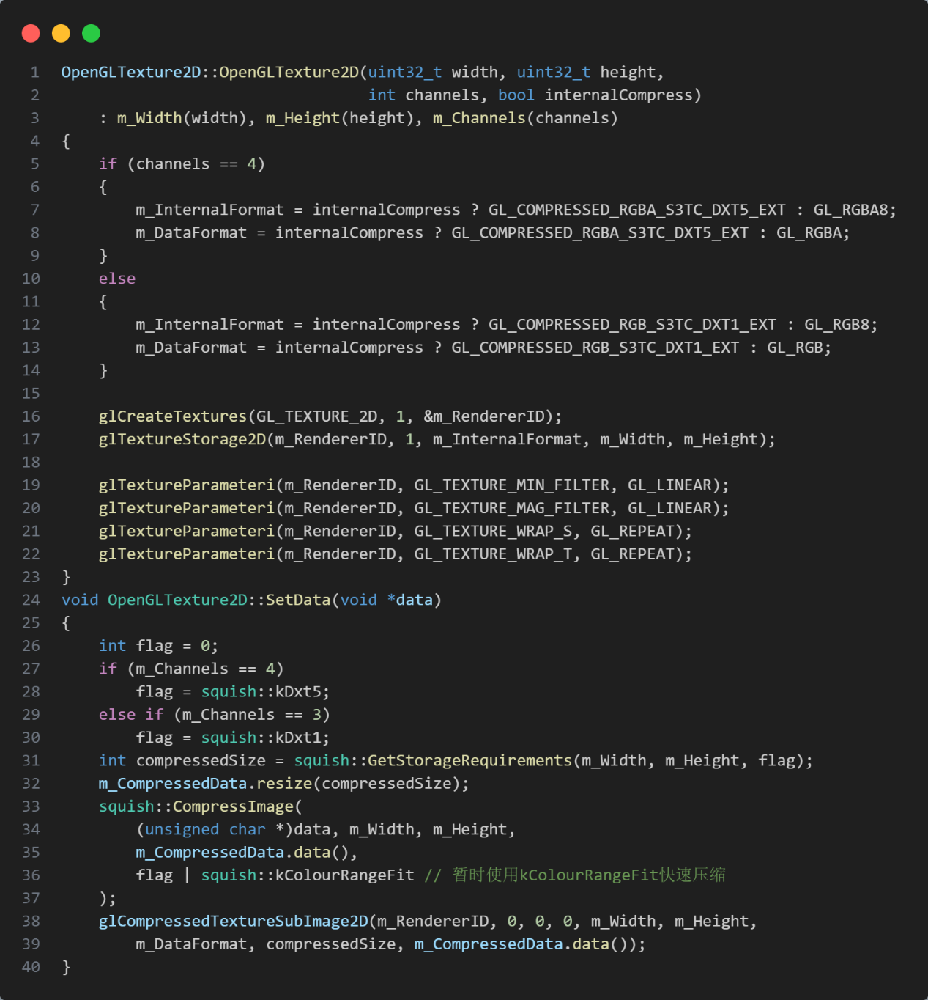 1 OpenGLTexture2D::OpenGLTexture2D(uint32_t width, uint32_t height,
2                                  int channels, bool internalCompress)
3     : m_Width(width), m_Height(height), m_Channels(channels)
4 {
5     if (channels == 4)
6     {
7         m_InternalFormat = internalCompress ? GL_COMPRESSED_RGBA_S3TC_DXT5_EXT : GL_RGBA8;
8         m_DataFormat = internalCompress ? GL_COMPRESSED_RGBA_S3TC_DXT5_EXT : GL_RGBA;
9     }
10     else
11     {
12         m_InternalFormat = internalCompress ? GL_COMPRESSED_RGB_S3TC_DXT1_EXT : GL_RGB8;
13         m_DataFormat = internalCompress ? GL_COMPRESSED_RGB_S3TC_DXT1_EXT : GL_RGB;
14     }
15
16     glCreateTextures(GL_TEXTURE_2D, 1, &m_RendererID);
17     glTextureStorage2D(m_RendererID, 1, m_InternalFormat, m_Width, m_Height);
18
19     glTextureParameteri(m_RendererID, GL_TEXTURE_MIN_FILTER, GL_LINEAR);
20     glTextureParameteri(m_RendererID, GL_TEXTURE_MAG_FILTER, GL_LINEAR);
21     glTextureParameteri(m_RendererID, GL_TEXTURE_WRAP_S, GL_REPEAT);
22     glTextureParameteri(m_RendererID, GL_TEXTURE_WRAP_T, GL_REPEAT);
23 }
24 void OpenGLTexture2D::SetData(void *data)
25 {
26     int flag = 0;
27     if (m_Channels == 4)
28         flag = squish::kDxt5;
29     else if (m_Channels == 3)
30         flag = squish::kDxt1;
31     int compressedSize = squish::GetStorageRequirements(m_Width, m_Height, flag);
32     m_CompressedData.resize(compressedSize);
33     squish::CompressImage(
34         (unsigned char *)data, m_Width, m_Height,
35         m_CompressedData.data(),
36         flag | squish::kColourRangeFit // 暂时使用kColourRangeFit快速压缩
37     );
38     glCompressedTextureSubImage2D(m_RendererID, 0, 0, 0, m_Width, m_Height,
39         m_DataFormat, compressedSize, m_CompressedData.data());
40 }